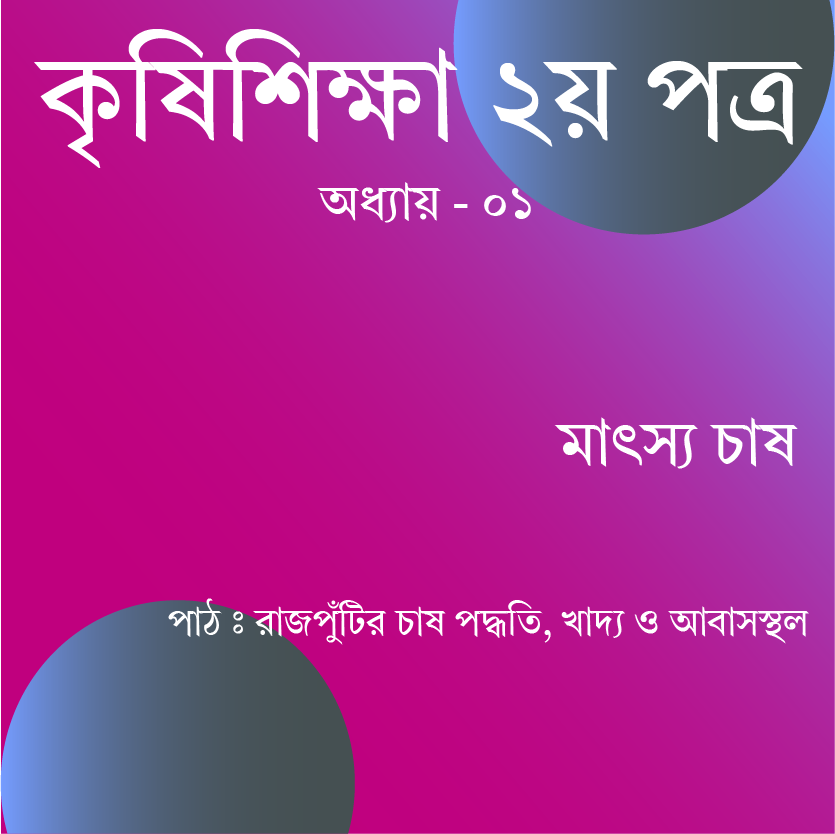 কৃষিশিক্ষা ২য় পত্র
অধ্যায় - ০১
মাৎস্য চাষ
পাঠ ঃ রাজপুঁটির চাষ পদ্ধতি, খাদ্য ও আবাসস্থল